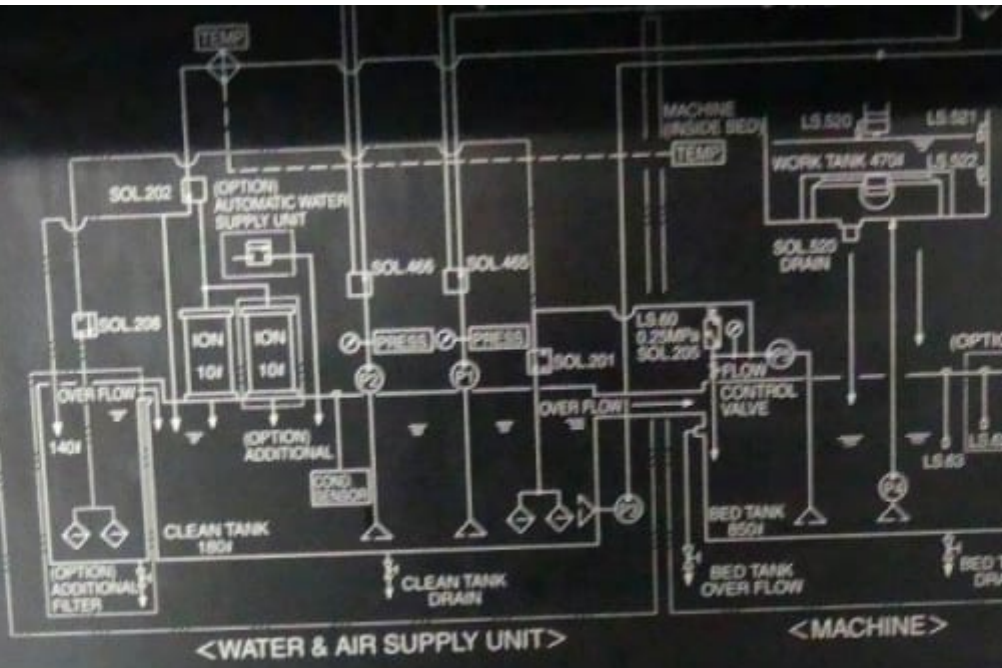 TEMP
MACHINE
(INSIDE BED)
TEMP
LS.520
LS.521
WORK TANK 470ℓ
LS.522
SOL.202
(OPTION)
AUTOMATIC WATER
SUPPLY UNIT
SOL.520
DRAIN
SOL.466
SOL.465
SOL.206
ION
10ℓ
ION
10ℓ
PRESS
PRESS
P2
P1
LS.60
0.25MPa
SOL.205
SOL.201
FLOW
CONTROL
VALVE
(OPTIO
OVER FLOW
OVER FLOW
140ℓ
(OPTION)
ADDITIONAL
COND.
SENSOR
LS.63
P4
P3
CLEAN TANK
180ℓ
BED TANK
850ℓ
(OPTION)
ADDITIONAL
FILTER
CLEAN TANK
DRAIN
BED TANK
OVER FLOW
BED T
DR
<WATER & AIR SUPPLY UNIT>
<MACHINE>